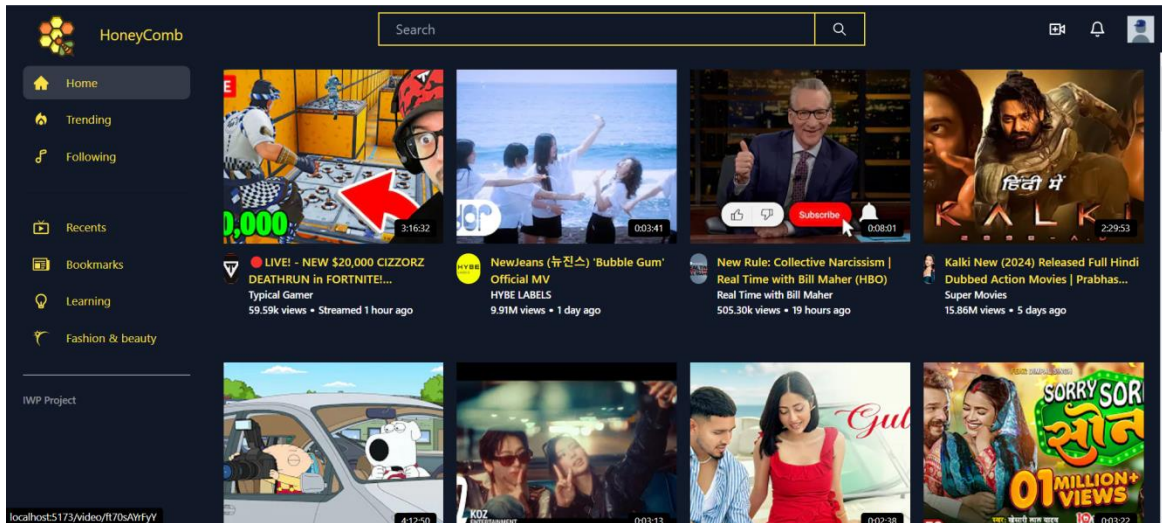 HoneyComb
Search
Home
Trending
Following
Recents
Bookmarks
Learning
Fashion & beauty
IWP Project
E
0,000
3:16:32
🔴LIVE! - NEW $20,000 CIZZORZ
DEATHRUN in FORTNITE!...
Typical Gamer
59.59k views • Streamed 1 hour ago
0:03:41
HYBE
NewJeans (뉴진스) 'Bubble Gum'
Official MV
HYBE LABELS
9.91M views • 1 day ago
Subscribe
0:08:01
New Rule: Collective Narcissism |
Real Time with Bill Maher (HBO)
Real Time with Bill Maher
505.30k views • 19 hours ago
हिंदी में
KALKI
2:29:53
Kalki New (2024) Released Full Hindi
Dubbed Action Movies | Prabhas...
Super Movies
15.86M views • 5 days ago
4:12:50
KOZ
ENTERTAINMENT
0:03:13
Gul
0:02:38
SORRY SOR
01 MILLION+
VIEWS
0:03:22
localhost:5173/video/ft70sAYrFyY